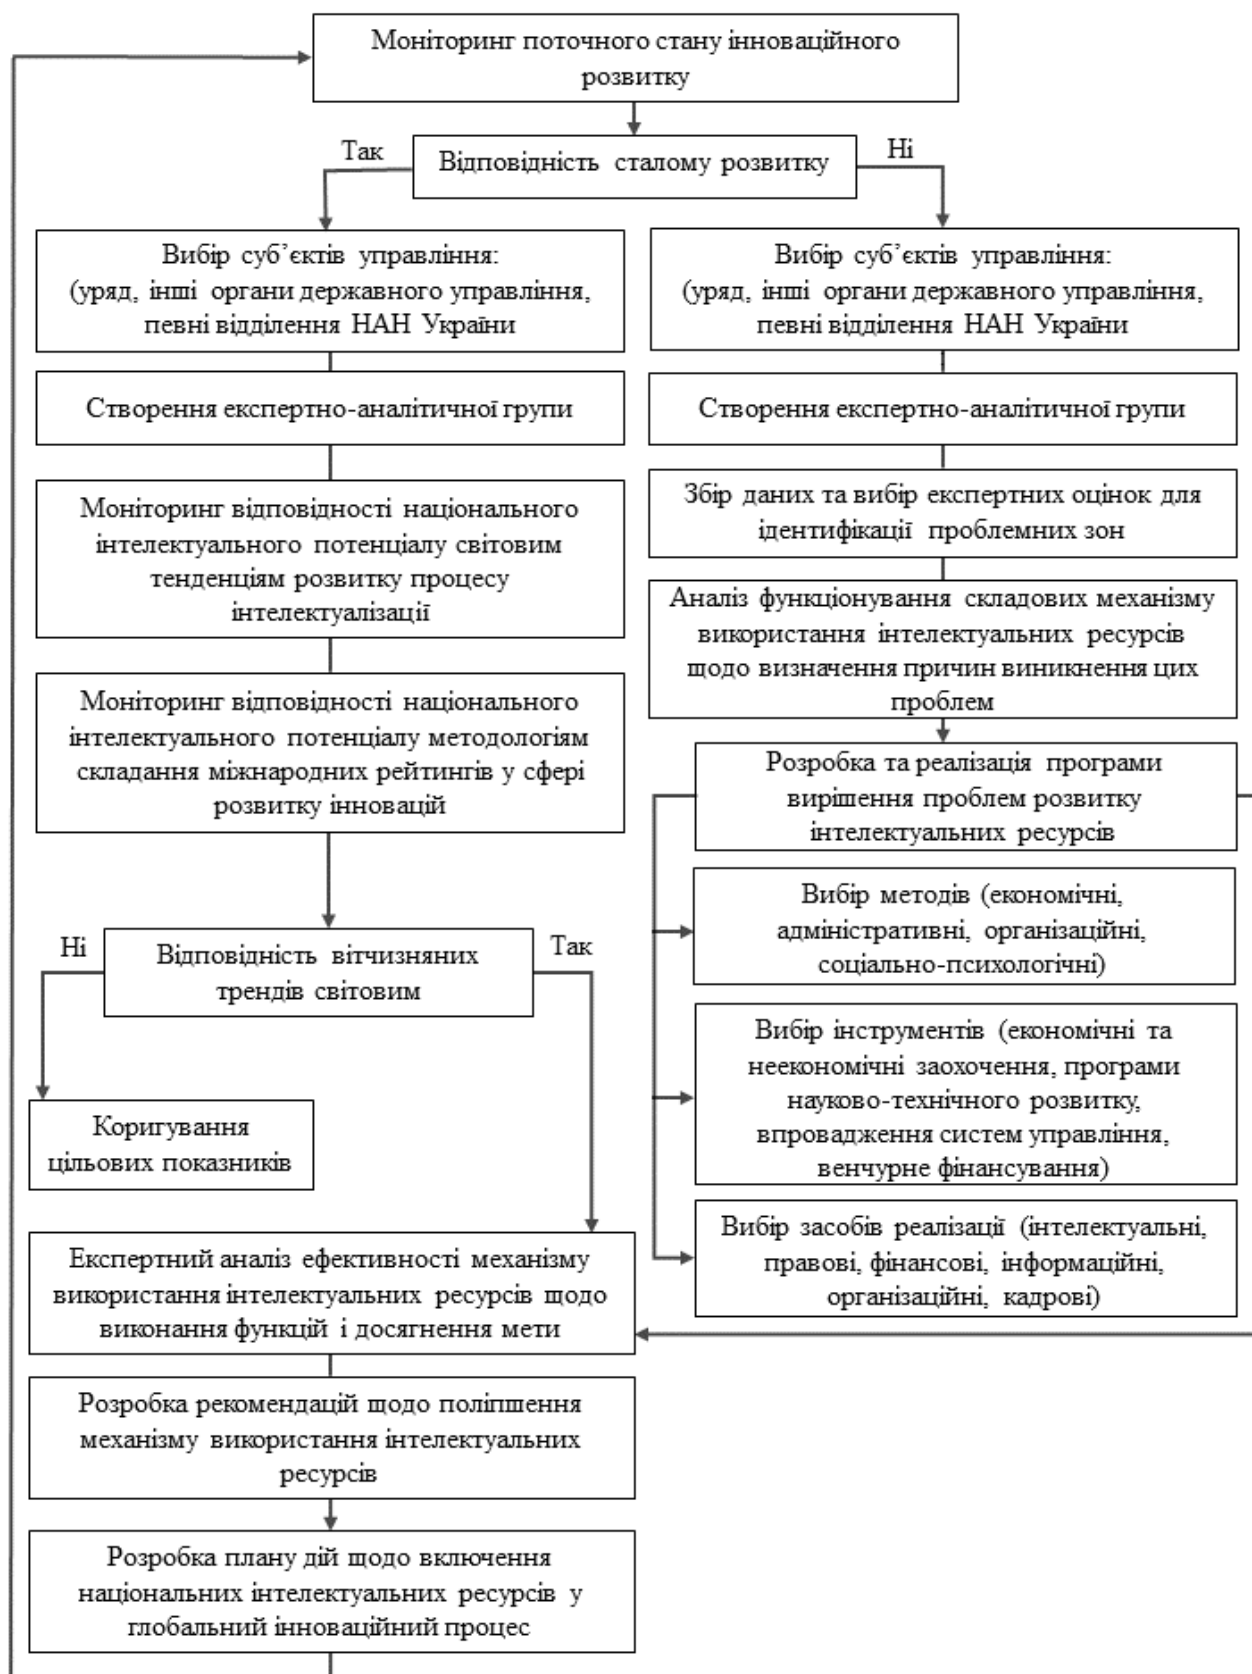 Моніторинг поточного стану інноваційного
розвитку
Так
Відповідність сталому розвитку
Ні
Вибір суб’єктів управління:
(уряд, інші органи державного управління,
певні відділення НАН України
Створення експертно-аналітичної групи
Моніторинг відповідності національного
інтелектуального потенціалу світовим
тенденціям розвитку процесу
інтелектуалізації
Моніторинг відповідності національного
інтелектуального потенціалу методологіям
складання міжнародних рейтингів у сфері
розвитку інновацій
Ні
Відповідність вітчизняних
трендів світовим
Так
Коригування
цільових показників
Експертний аналіз ефективності механізму
використання інтелектуальних ресурсів щодо
виконання функцій і досягнення мети
Розробка рекомендацій щодо поліпшення
механізму використання інтелектуальних
ресурсів
Розробка плану дій щодо включення
національних інтелектуальних ресурсів у
глобальний інноваційний процес
Вибір суб’єктів управління:
(уряд, інші органи державного управління,
певні відділення НАН України
Створення експертно-аналітичної групи
Збір даних та вибір експертних оцінок для
ідентифікації проблемних зон
Аналіз функціонування складових механізму
використання інтелектуальних ресурсів
щодо визначення причин виникнення цих
проблем
Розробка та реалізація програми
вирішення проблем розвитку
інтелектуальних ресурсів
Вибір методів (економічні,
адміністративні, організаційні,
соціально-психологічні)
Вибір інструментів (економічні та
неекономічні заохочення, програми
науково-технічного розвитку,
впровадження систем управління,
венчурне фінансування)
Вибір засобів реалізації (інтелектуальні,
правові, фінансові, інформаційні,
організаційні, кадрові)